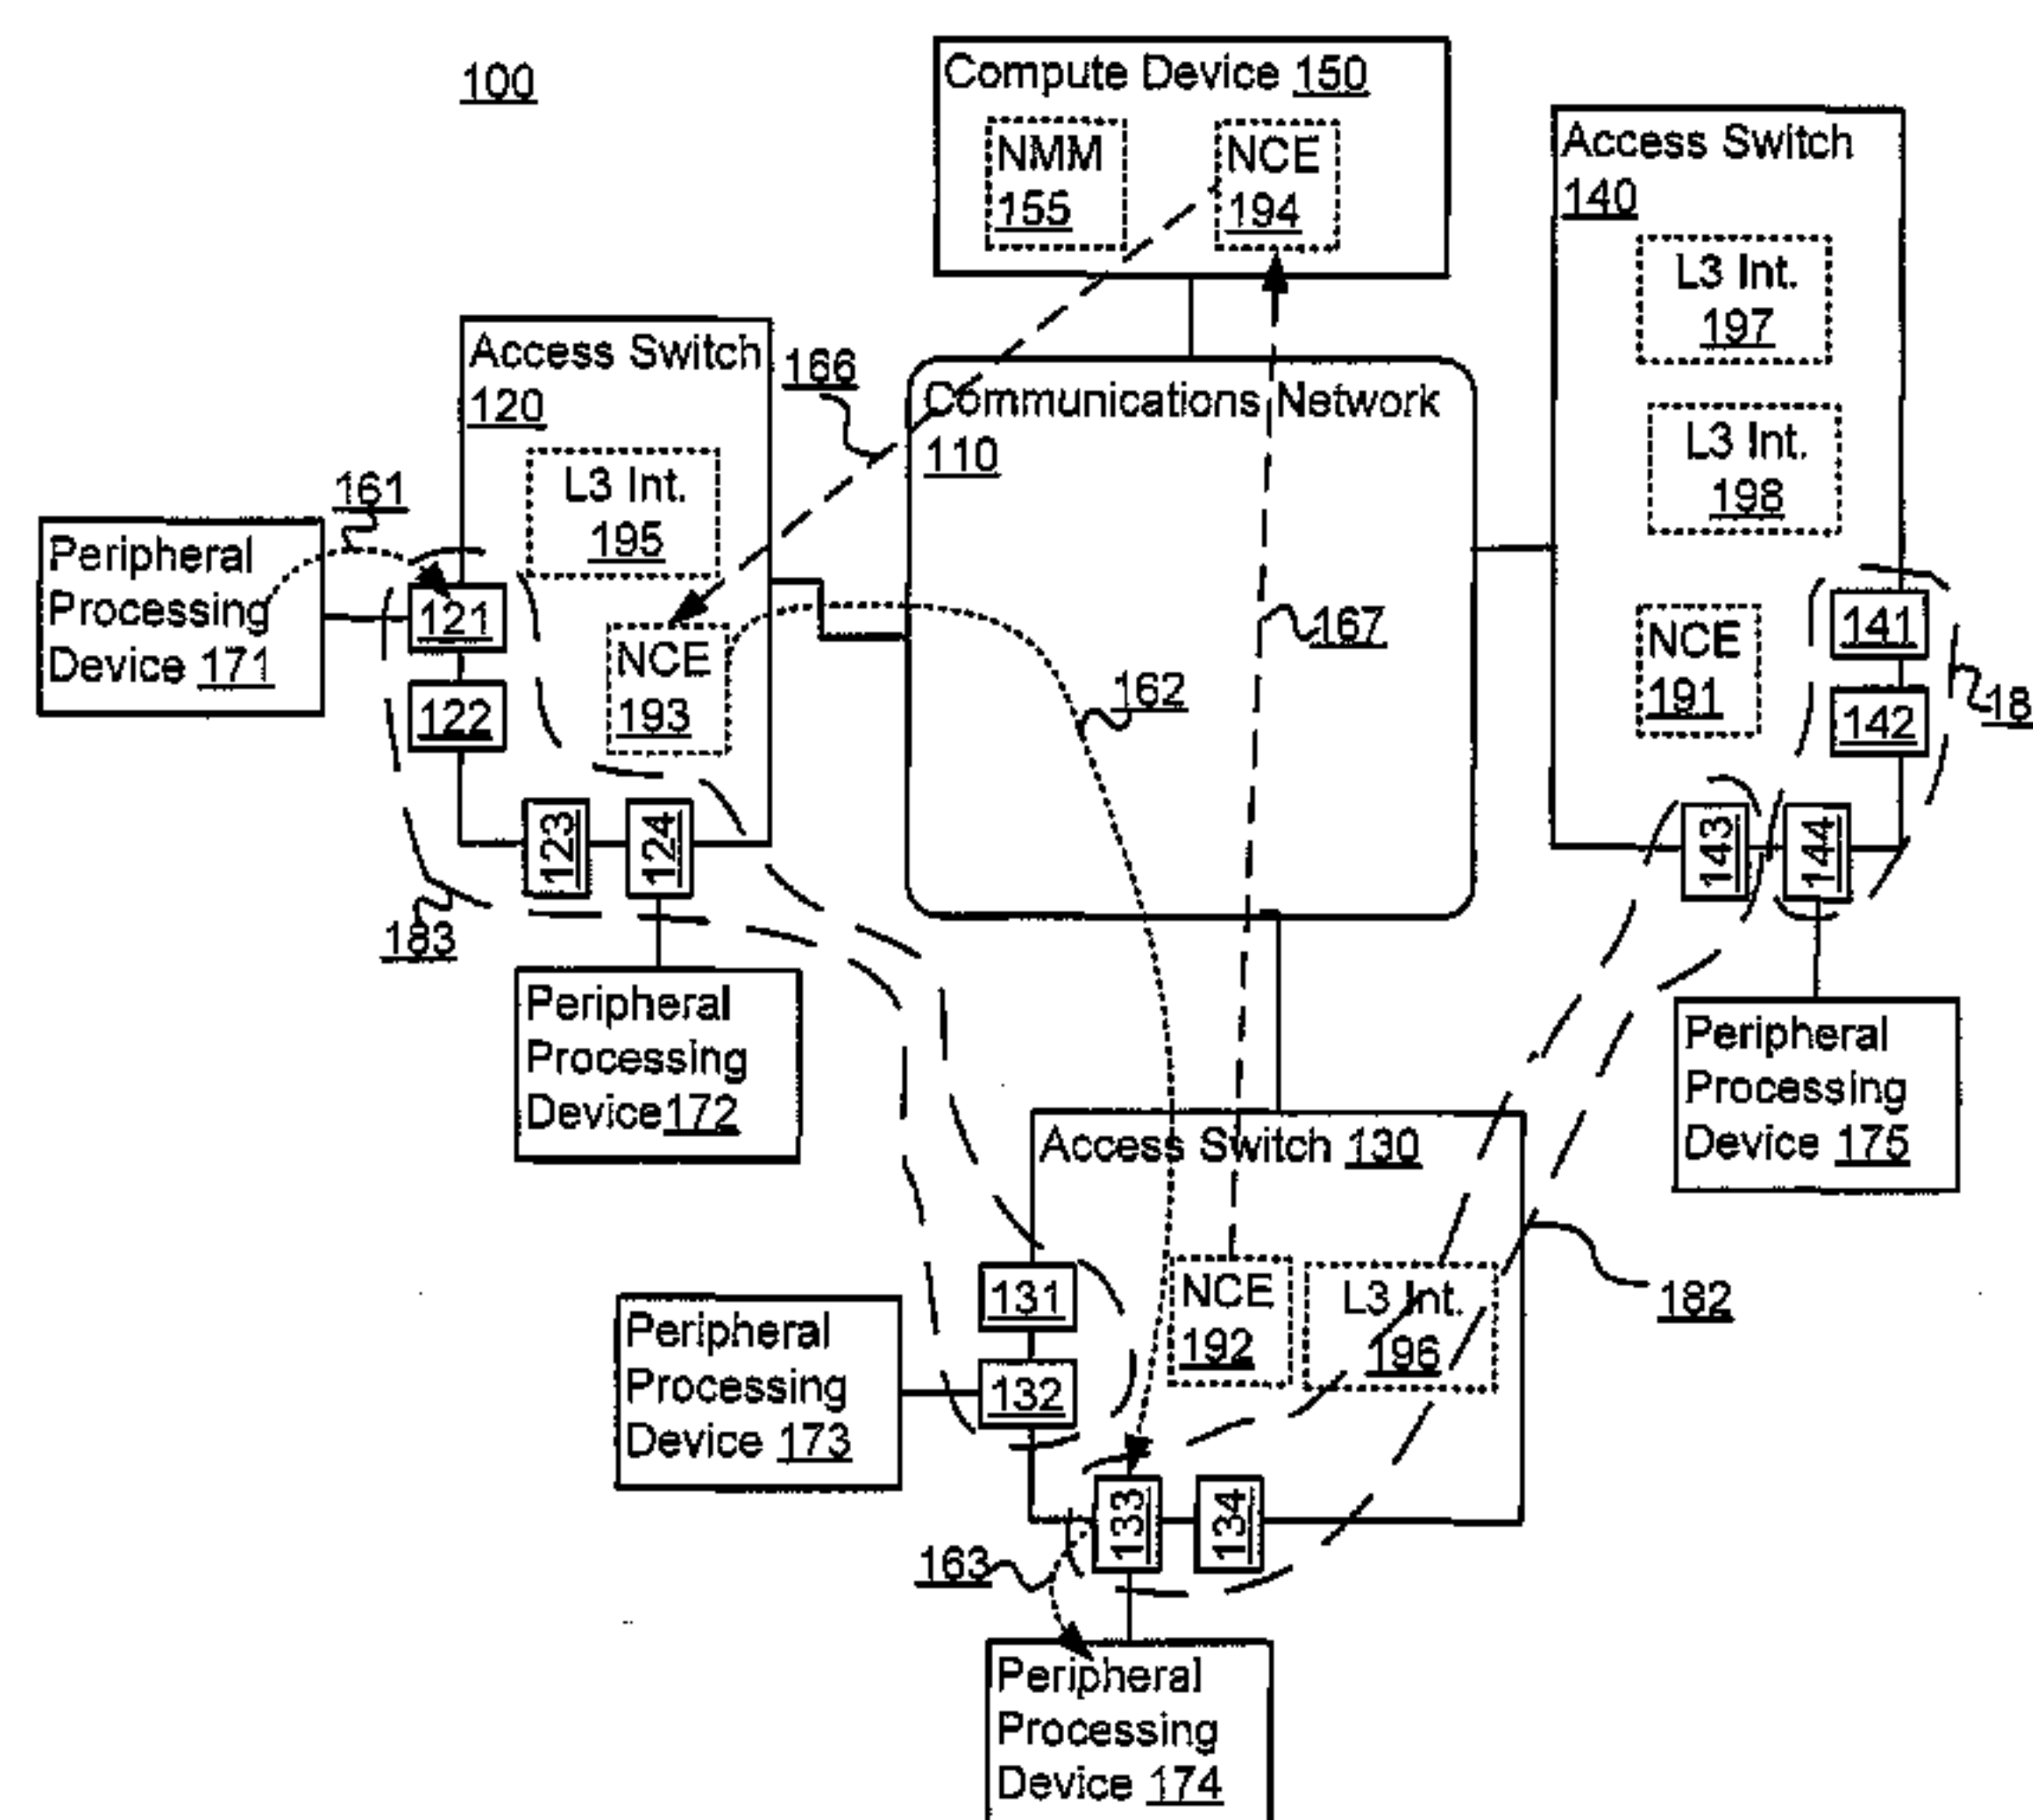 100
Compute Device 150
NMM
155
NCE
194
Access Switch
140
L3 Int.
197
L3 Int.
198
NCE
191
141
142
143
144
18
Access Switch
120
L3 Int.
195
NCE
193
166
161
Communications Network
110
167
162
Peripheral
Processing
Device 171
121
122
123
124
183
Peripheral
Processing
Device172
Peripheral
Processing
Device 175
Access Switch 130
NCE
192
L3 Int.
196
182
131
132
133
134
Peripheral
Processing
Device 173
163
Peripheral
Processing
Device 174